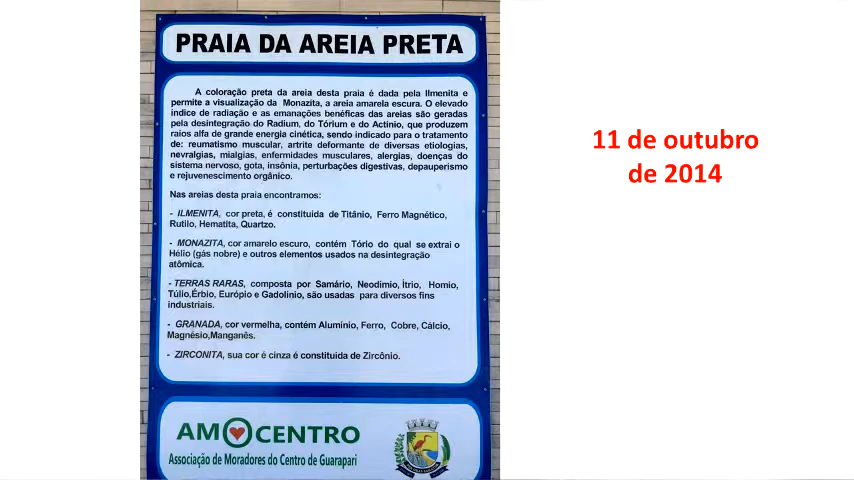 PRAIA DA AREIA PRETA
A coloração preta da areia desta praia é dada pela Ilmenita e
permite a visualização da Monazita, a areia amarela escura. O elevado
índice de radiação e as emanações benéficas das areias são geradas
pela desintegração do Radium, do Tórium e do Actínio, que produzem
raios alfa de grande energia cinética, sendo indicado para o tratamento
de: reumatismo muscular, artrite deformante de diversas etiologias,
nevralgias, mialgias, enfermidades musculares, alergias, doenças do
sistema nervoso, gota, insônia, perturbações digestivas, depauperismo
e rejuvenescimento orgânico.
Nas areias desta praia encontramos:
- ILMENITA, cor preta, é constituída de Titânio, Ferro Magnético,
Rutilo, Hematita, Quartzo.
- MONAZITA, cor amarelo escuro, contém Tório do qual se extrai o
Hélio (gás nobre) e outros elementos usados na desintegração
atômica.
- TERRAS RARAS, composta por Samário, Neodimio, Ítrio, Homio,
Túlio,Érbio, Európio e Gadolinio, são usadas para diversos fins
industriais.
- GRANADA, cor vermelha, contém Alumínio, Ferro, Cobre, Cálcio,
Magnésio,Manganês.
- ZIRCONITA, sua cor é cinza é constituída de Zircônio.
AMOCENTRO
Associação de Moradores do Centro de Guarapari
11 de outubro
de 2014